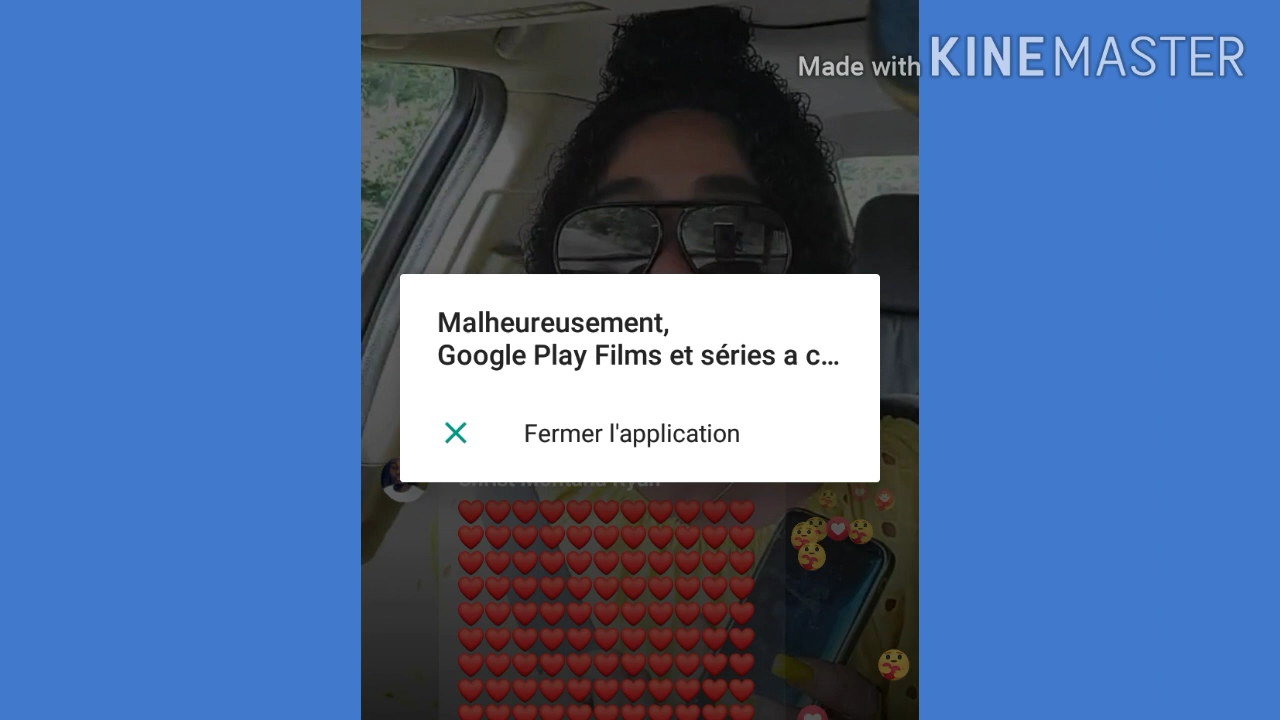 Made with KINEMASTER
Malheureusement,
Google Play Films et séries a c...
Fermer l'application